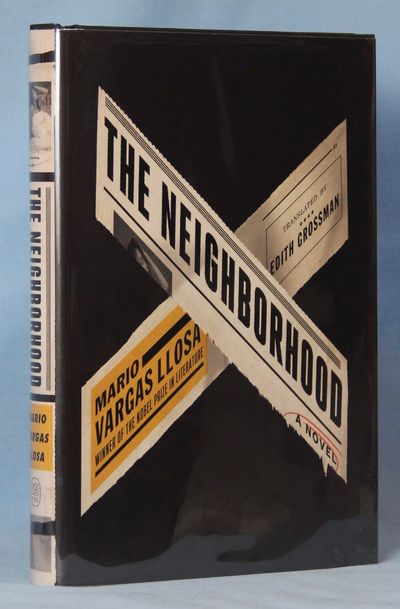 THE NEIGHBORHOOD
TRANSLATED BY
EDITH GROSSMAN
MARIO
VARGAS LLOSA
WINNER OF THE NOBEL PRIZE IN LITERATURE
A NOVEL
THE NEIGHBORHOOD
MARIO
VARGAS
LLOSA